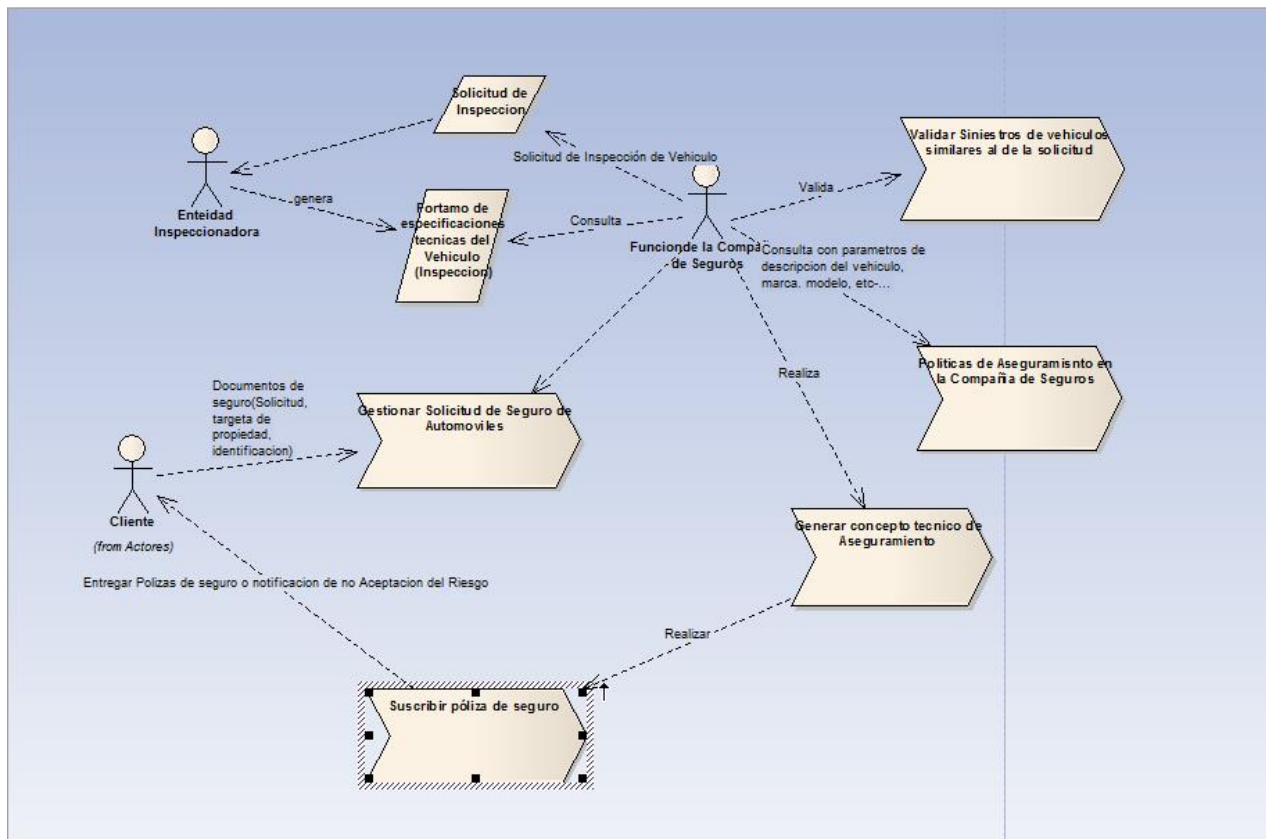 Solicitud de
Inspeccion
Solicitud de Inspección de Vehiculo
Validar Siniestros de vehiculos
similares al de la solicitud
Valida
Enteidad
Inspeccionadora
genera
Fortamo de
especificaciones
tecnicas del
Vehiculo
(Inspeccion)
Consulta
Funcion de la Compa
de Seguros
Consulta con parametros de
descripcion del vehiculo,
marca. modelo, etc-...
Politicas de Aseguramisnto en
la Compañia de Seguros
Realiza
Documentos de
seguro(Solicitud,
targeta de
propiedad,
identificacion)
Gestionar Solicitud de Seguro de
Automoviles
Cliente
(from Actores)
Generar concepto tecnico de
Aseguramiento
Entregar Polizas de seguro o notificacion de no Aceptacion del Riesgo
Realizar
Suscribir póliza de seguro